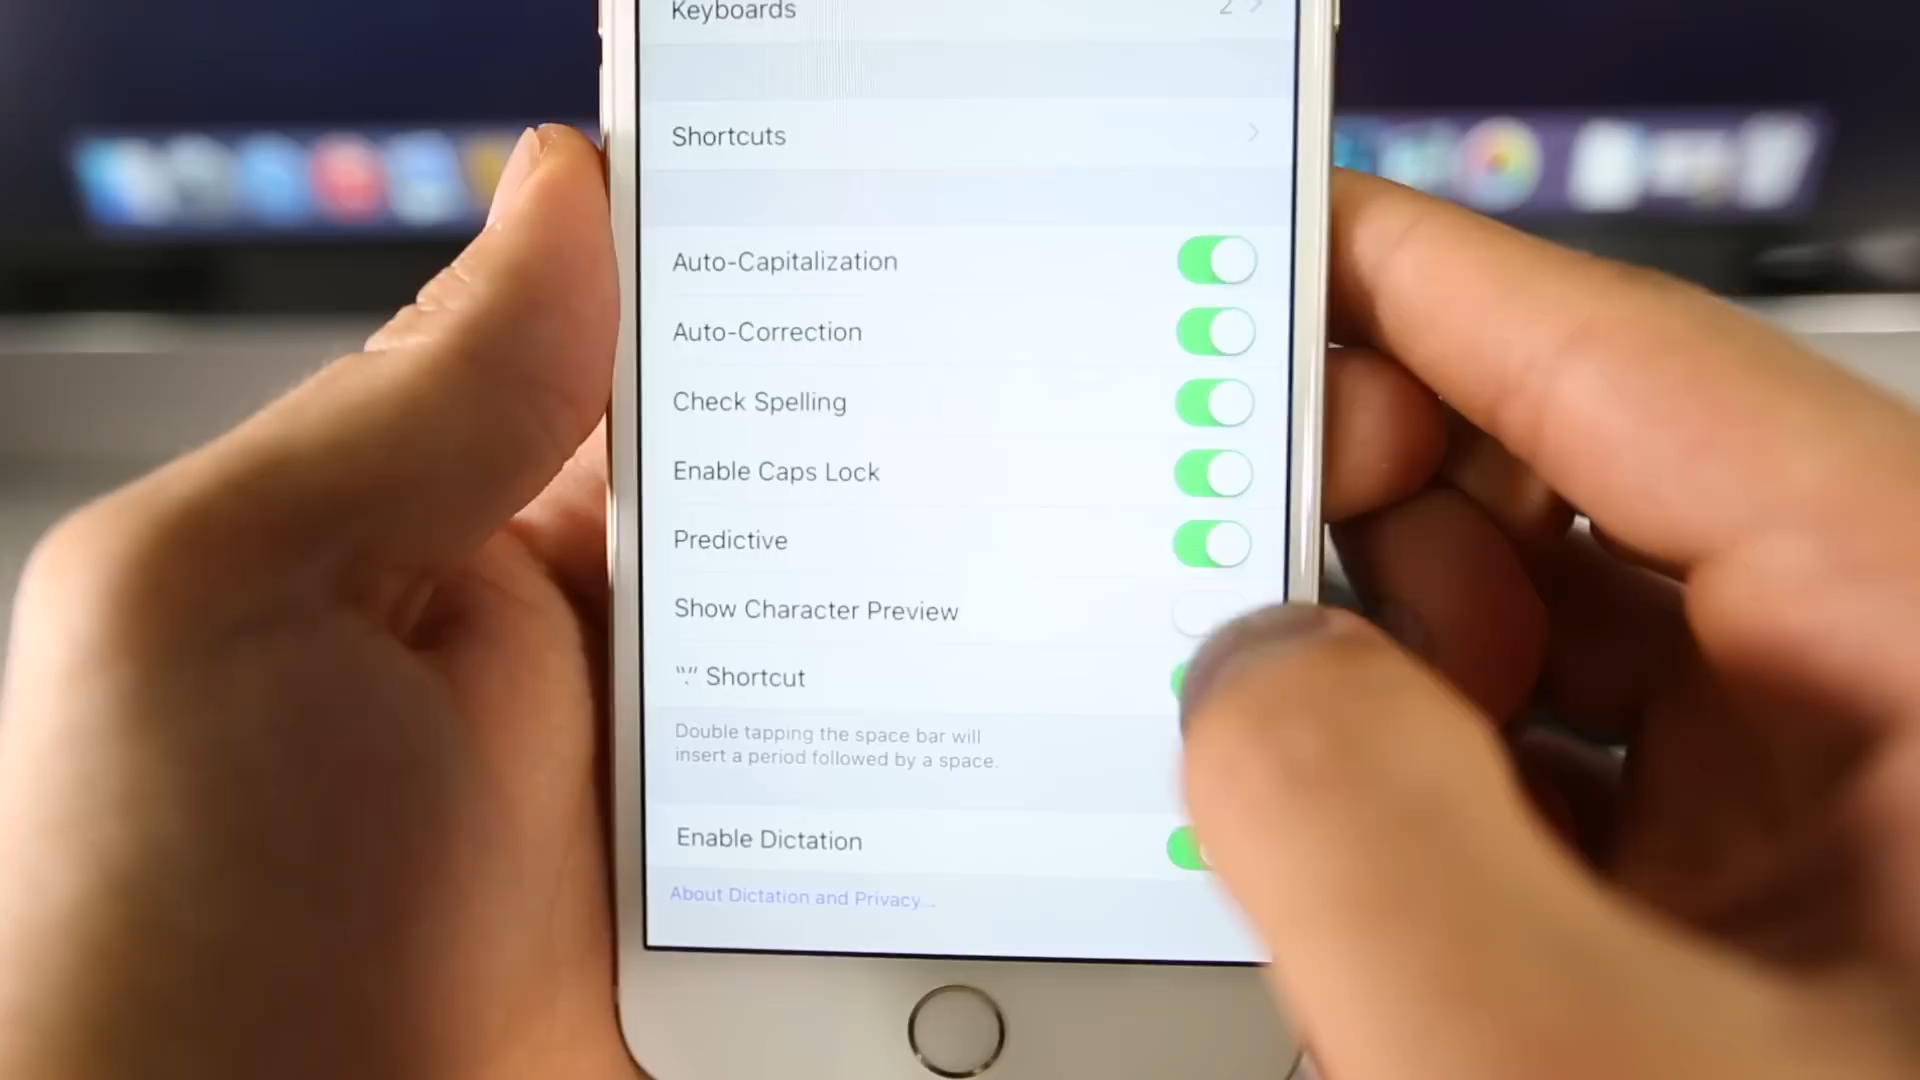 Keyboards 2
Shortcuts
Auto-Capitalization
Auto-Correction
Check Spelling
Enable Caps Lock
Predictive
Show Character Preview
“.” Shortcut
Double tapping the space bar will
insert a period followed by a space.
Enable Dictation
About Dictation and Privacy...